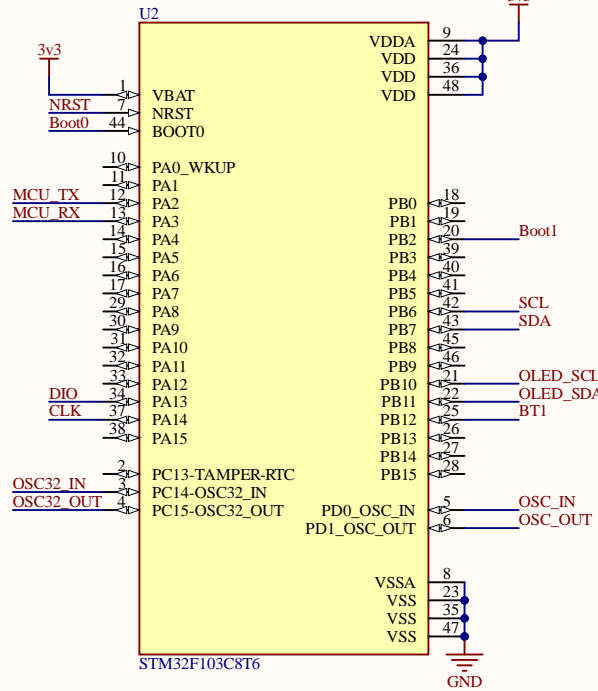 3v3
U2
3v3
1 VBAT
NRST 7 NRST
Boot0 44 BOOT0
10 PA0_WKUP
11 PA1
MCU_TX 12 PA2
MCU_RX 13 PA3
14 PA4
15 PA5
16 PA6
17 PA7
29 PA8
30 PA9
31 PA10
32 PA11
33 PA12
DIO 34 PA13
CLK 37 PA14
38 PA15
2 PC13-TAMPER-RTC
OSC32_IN 3 PC14-OSC32_IN
OSC32_OUT 4 PC15-OSC32_OUT
VDDA 9
VDD 24
VDD 36
VDD 48
PB0 18
PB1 19
PB2 20 Boot1
PB3 39
PB4 40
PB5 41
PB6 42 SCL
PB7 43 SDA
PB8 45
PB9 46
PB10 21 OLED_SCL
PB11 22 OLED_SDA
PB12 25 BT1
PB13 26
PB14 27
PB15 28
PD0_OSC_IN 5 OSC_IN
PD1_OSC_OUT 6 OSC_OUT
VSSA 8
VSS 23
VSS 35
VSS 47
GND
STM32F103C8T6